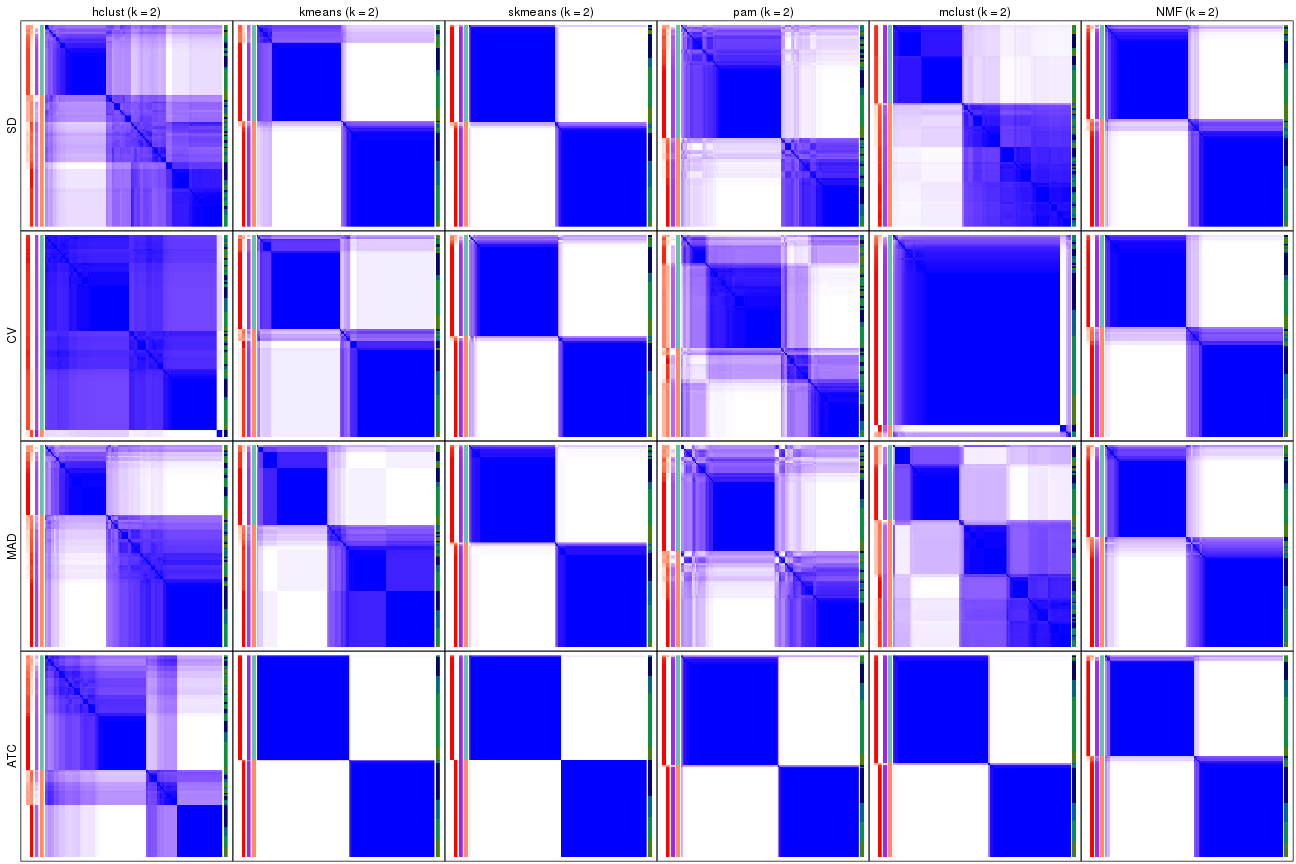 hclust (k = 2) kmeans (k = 2) skmeans (k = 2) pam (k = 2) mclust (k = 2) NMF (k = 2)
SD
CV
MAD
ATC